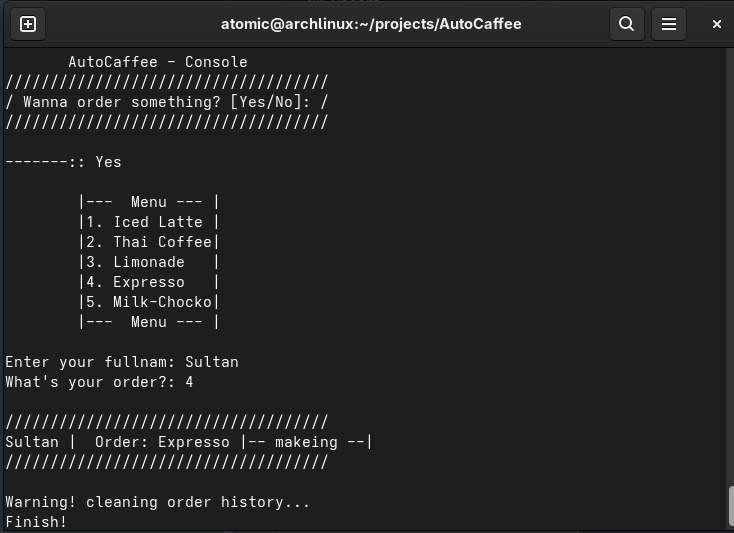 atomic@archlinux:~/projects/AutoCaffee
AutoCaffee - Console
////////////////////////////////////
/ Wanna order something? [Yes/No]: /
////////////////////////////////////
-------:: Yes
|---  Menu --- |
|1. Iced Latte |
|2. Thai Coffee|
|3. Limonade   |
|4. Expresso   |
|5. Milk-Chocko|
|---  Menu --- |
Enter your fullnam: Sultan
What's your order?: 4
////////////////////////////////////
Sultan |  Order: Expresso |-- makeing --|
////////////////////////////////////
Warning! cleaning order history...
Finish!